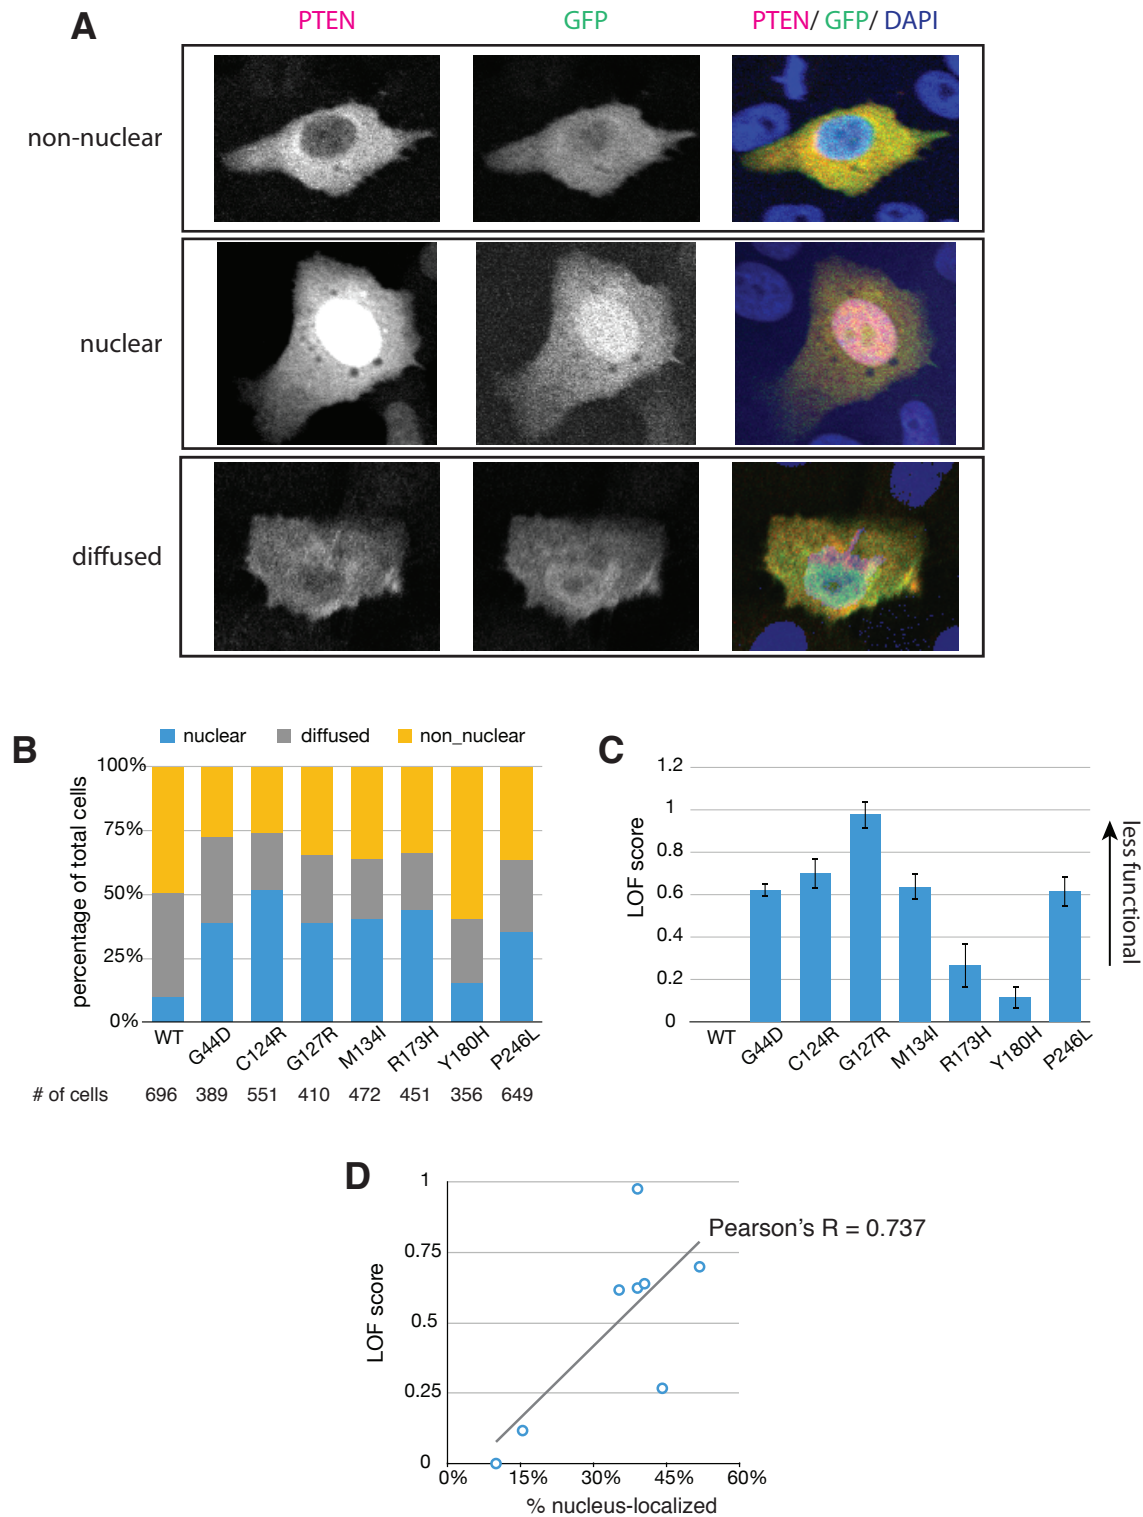 A
PTEN GFP PTEN/ GFP/ DAPI
non-nuclear
nuclear
diffused
B
nuclear diffused non_nuclear
percentage of total cells
100%
75%
50%
25%
0%
WT G44D C124R G127R M134I R173H Y180H P246L
# of cells 696 389 551 410 472 451 356 649
C
LOF score
1.2
1
0.8
0.6
0.4
0.2
0
G44D C124R G127R M134I R173H Y180H P246L
WT
less functional
D
LOF score
1
0.75
0.5
0.25
0
Pearson's R = 0.737
0% 15% 30% 45% 60%
% nucleus-localized